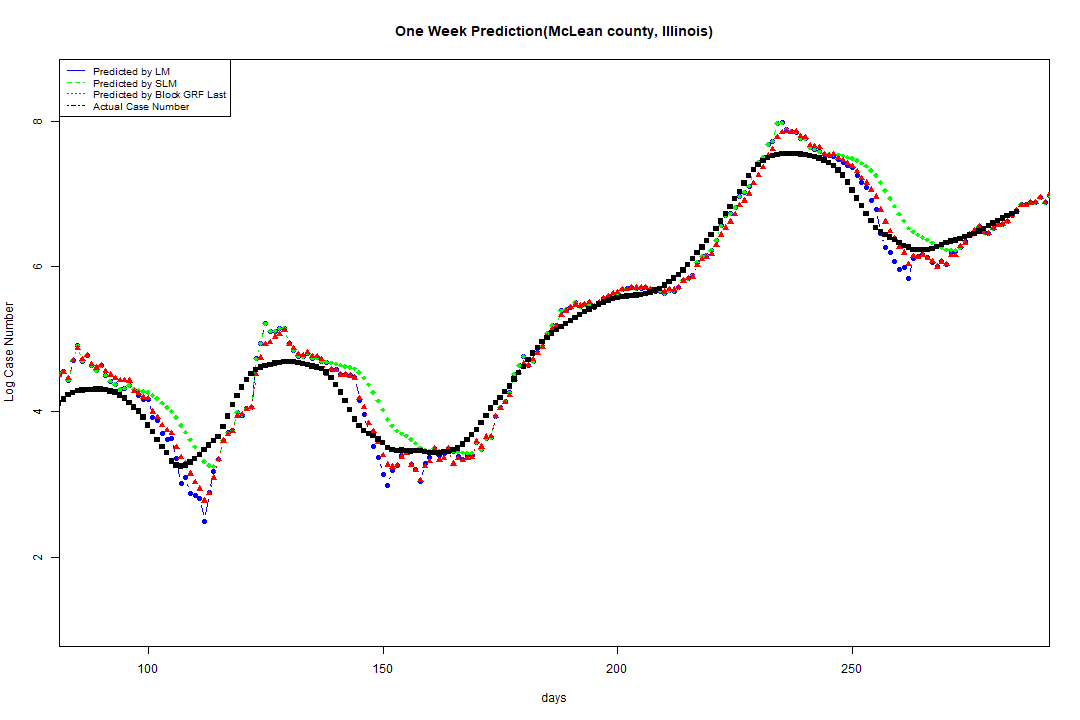 One Week Prediction(McLean county, Illinois)
Predicted by LM
Predicted by SLM
Predicted by Block GRF Last
Actual Case Number
8
6
4
2
Log Case Number
100 150 200 250
days